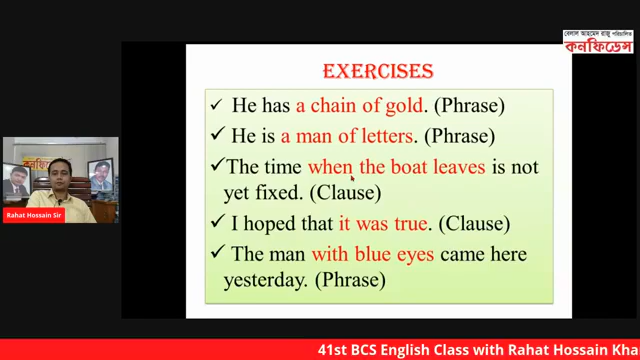 বেলাল আহমেদ রাজু পরিচালিত
কনফিডেন্স
EXERCISES
✓ He has a chain of gold. (Phrase)
✓ He is a man of letters. (Phrase)
✓ The time when the boat leaves is not
yet fixed. (Clause)
✓ I hoped that it was true. (Clause)
✓ The man with blue eyes came here
yesterday. (Phrase)
Rahat Hossain Sir
41st BCS English Class with Rahat Hossain Kha